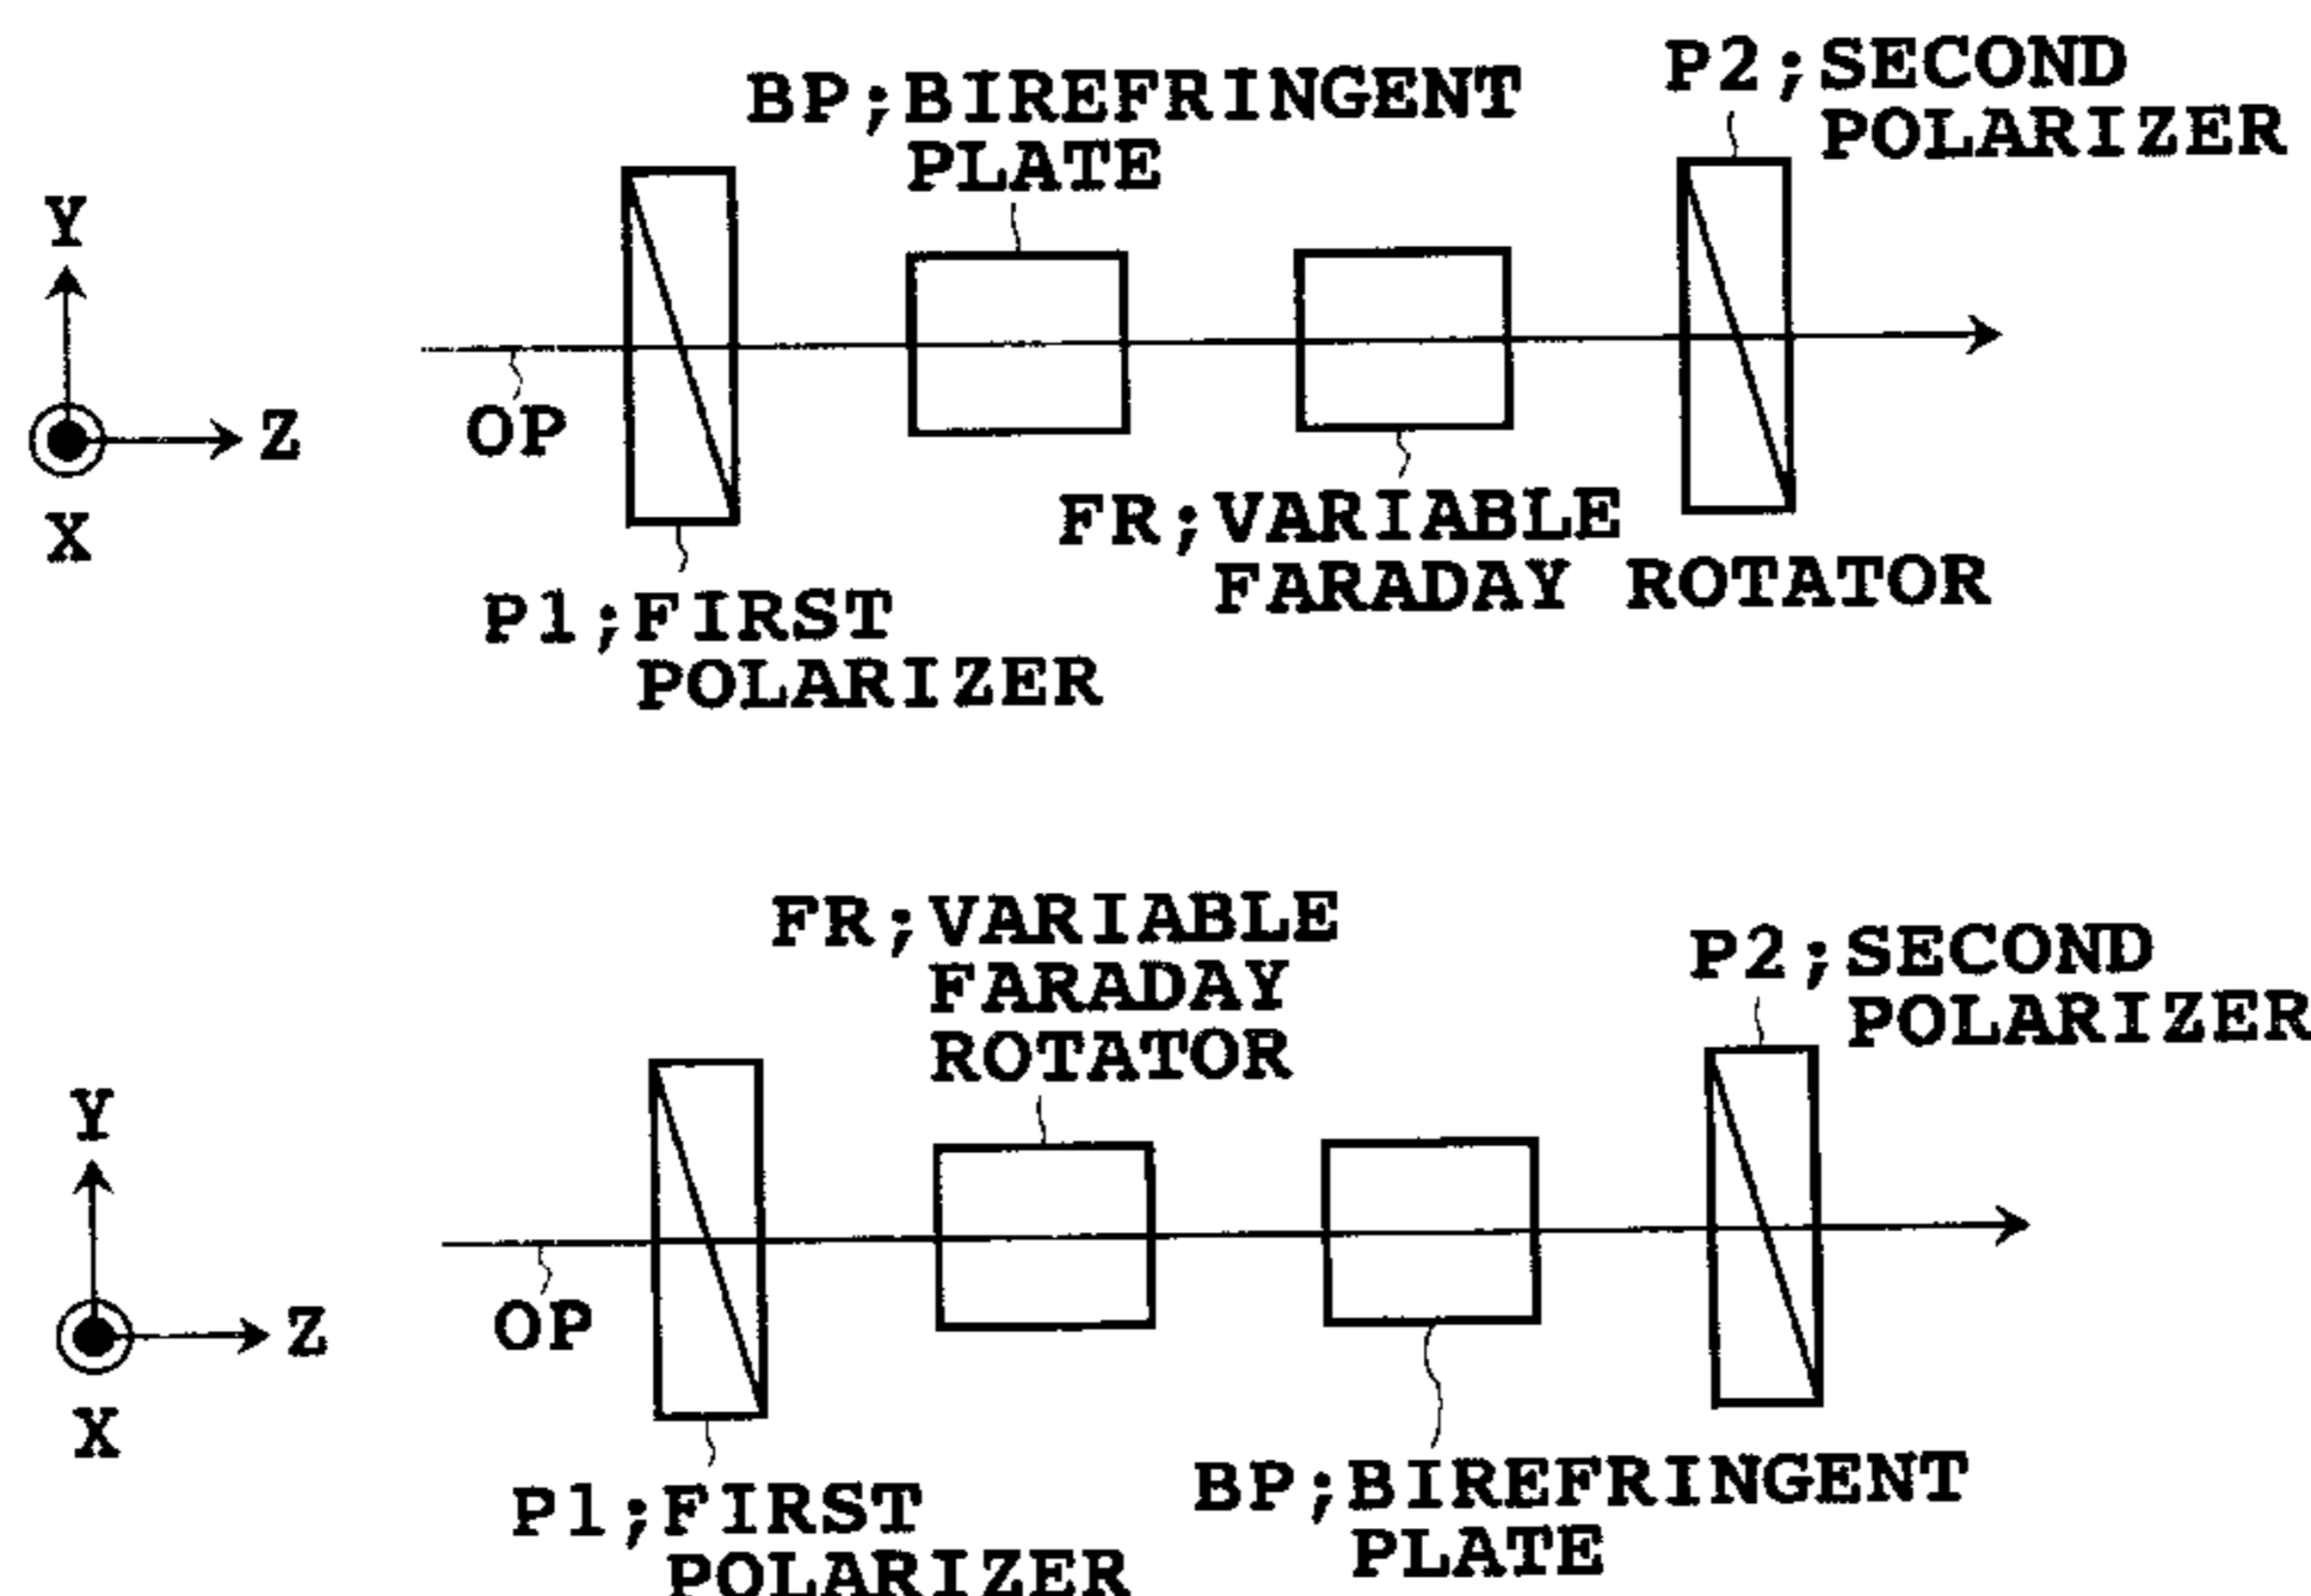 P2;SECOND
POLARIZER
BP;BIREFRINGENT
PLATE
Y
Z
X
OP
FR;VARIABLE
FARADAY ROTATOR
P1;FIRST
POLARIZER
FR;VARIABLE
FARADAY
ROTATOR
P2;SECOND
POLARIZER
Y
Z
X
OP
BP;BIREFRINGENT
PLATE
P1;FIRST
POLARIZER